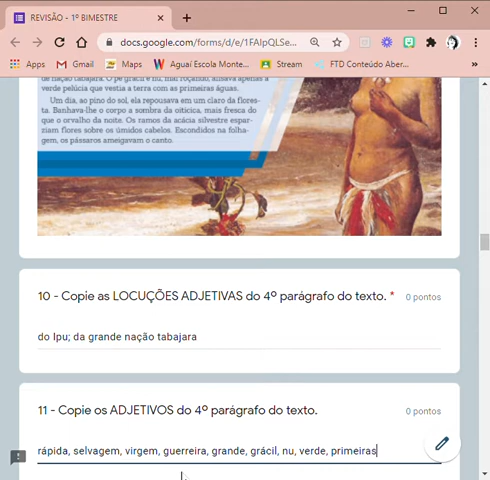 REVISÃO - 1º BIMESTRE
docs.google.com/forms/d/e/1FAIpQLSe...
Apps Gmail Maps Aguaí Escola Monte... Stream FTD Conteúdo Aber...
de nação tabajara. O pé grácil e nu, mal roçando, alisava apenas a
verde pelúcia que vestia a terra com as primeiras águas.
Um dia, ao pino do sol, ela repousava em um claro da flores-
ta. Banhava-lhe o corpo a sombra da oiticica, mais fresca do
que o orvalho da noite. Os ramos da acácia silvestre espar-
ziam flores sobre os úmidos cabelos. Escondidos na folha-
gem, os pássaros ameigavam o canto.
10 - Copie as LOCUÇÕES ADJETIVAS do 4º parágrafo do texto. * 0 pontos
do Ipu; da grande nação tabajara
11 - Copie os ADJETIVOS do 4º parágrafo do texto. 0 pontos
rápida, selvagem, virgem, guerreira, grande, grácil, nu, verde, primeiras